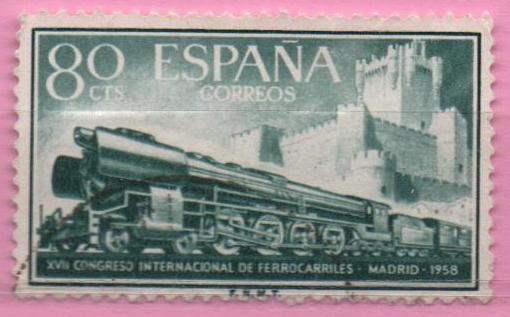 80 CTS ESPAÑA
CORREOS
XVII CONGRESO INTERNACIONAL DE FERROCARRILES - MADRID - 1958
F.N.M.T.